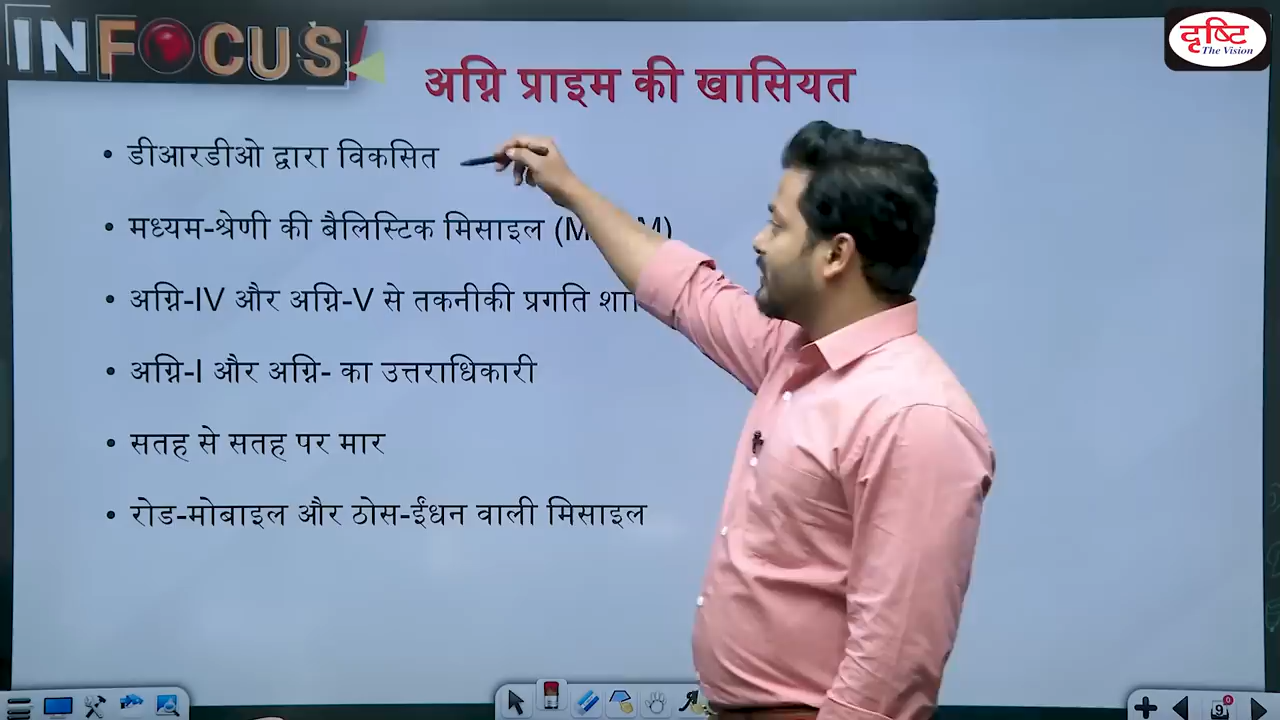 INFOCUS
दृष्टि
The Vision
अग्नि प्राइम की खासियत
• डीआरडीओ द्वारा विकसित
• मध्यम-श्रेणी की बैलिस्टिक मिसाइल
• अग्नि-IV और अग्नि-V से तकनीकी प्रगति
• अग्नि-I और अग्नि- का उत्तराधिकारी
• सतह से सतह पर मार
• रोड-मोबाइल और ठोस-ईंधन वाली मिसाइल
9